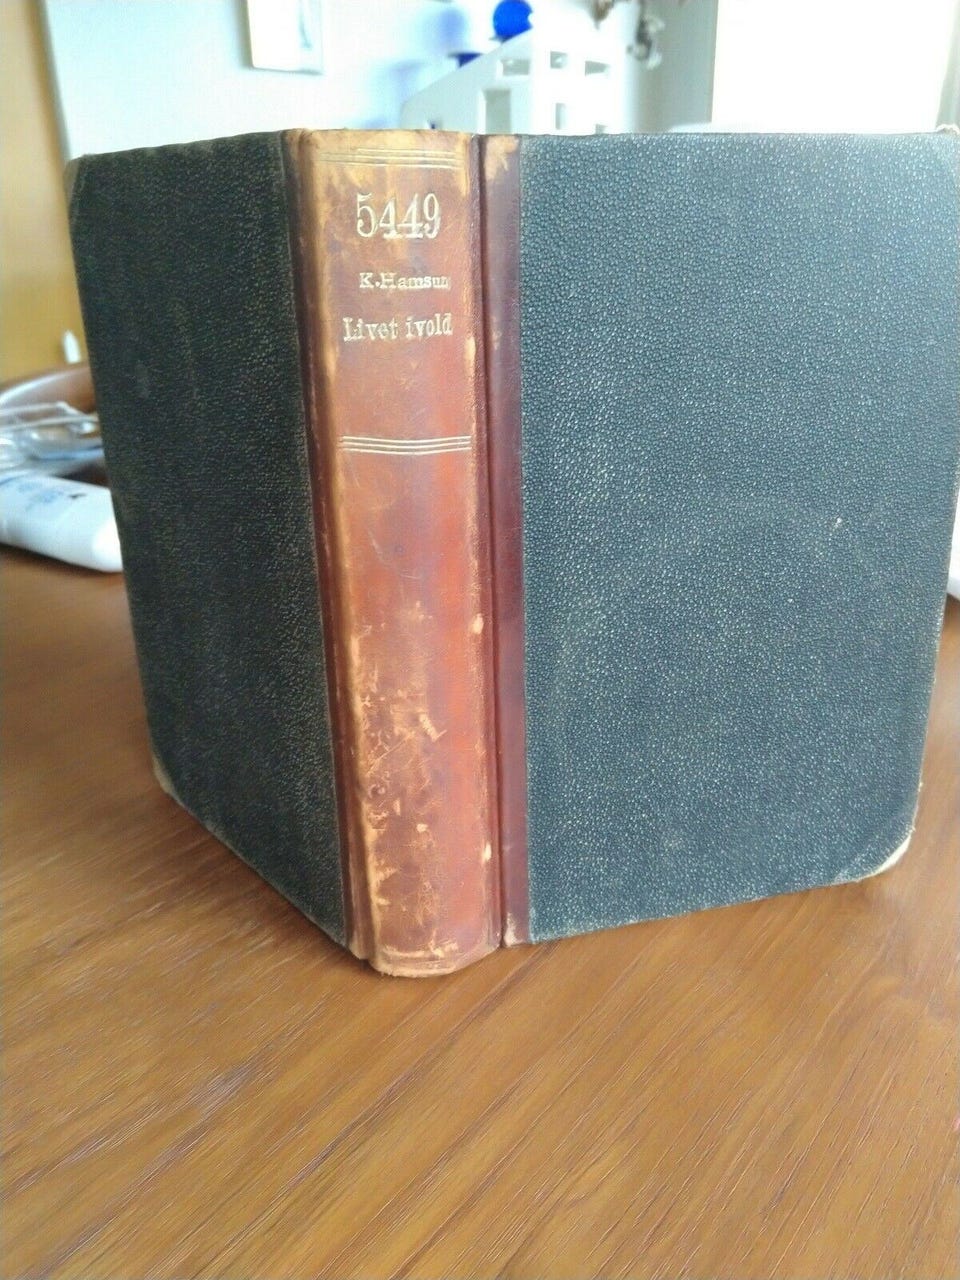 5449
K. Hamsun
Livet ivold